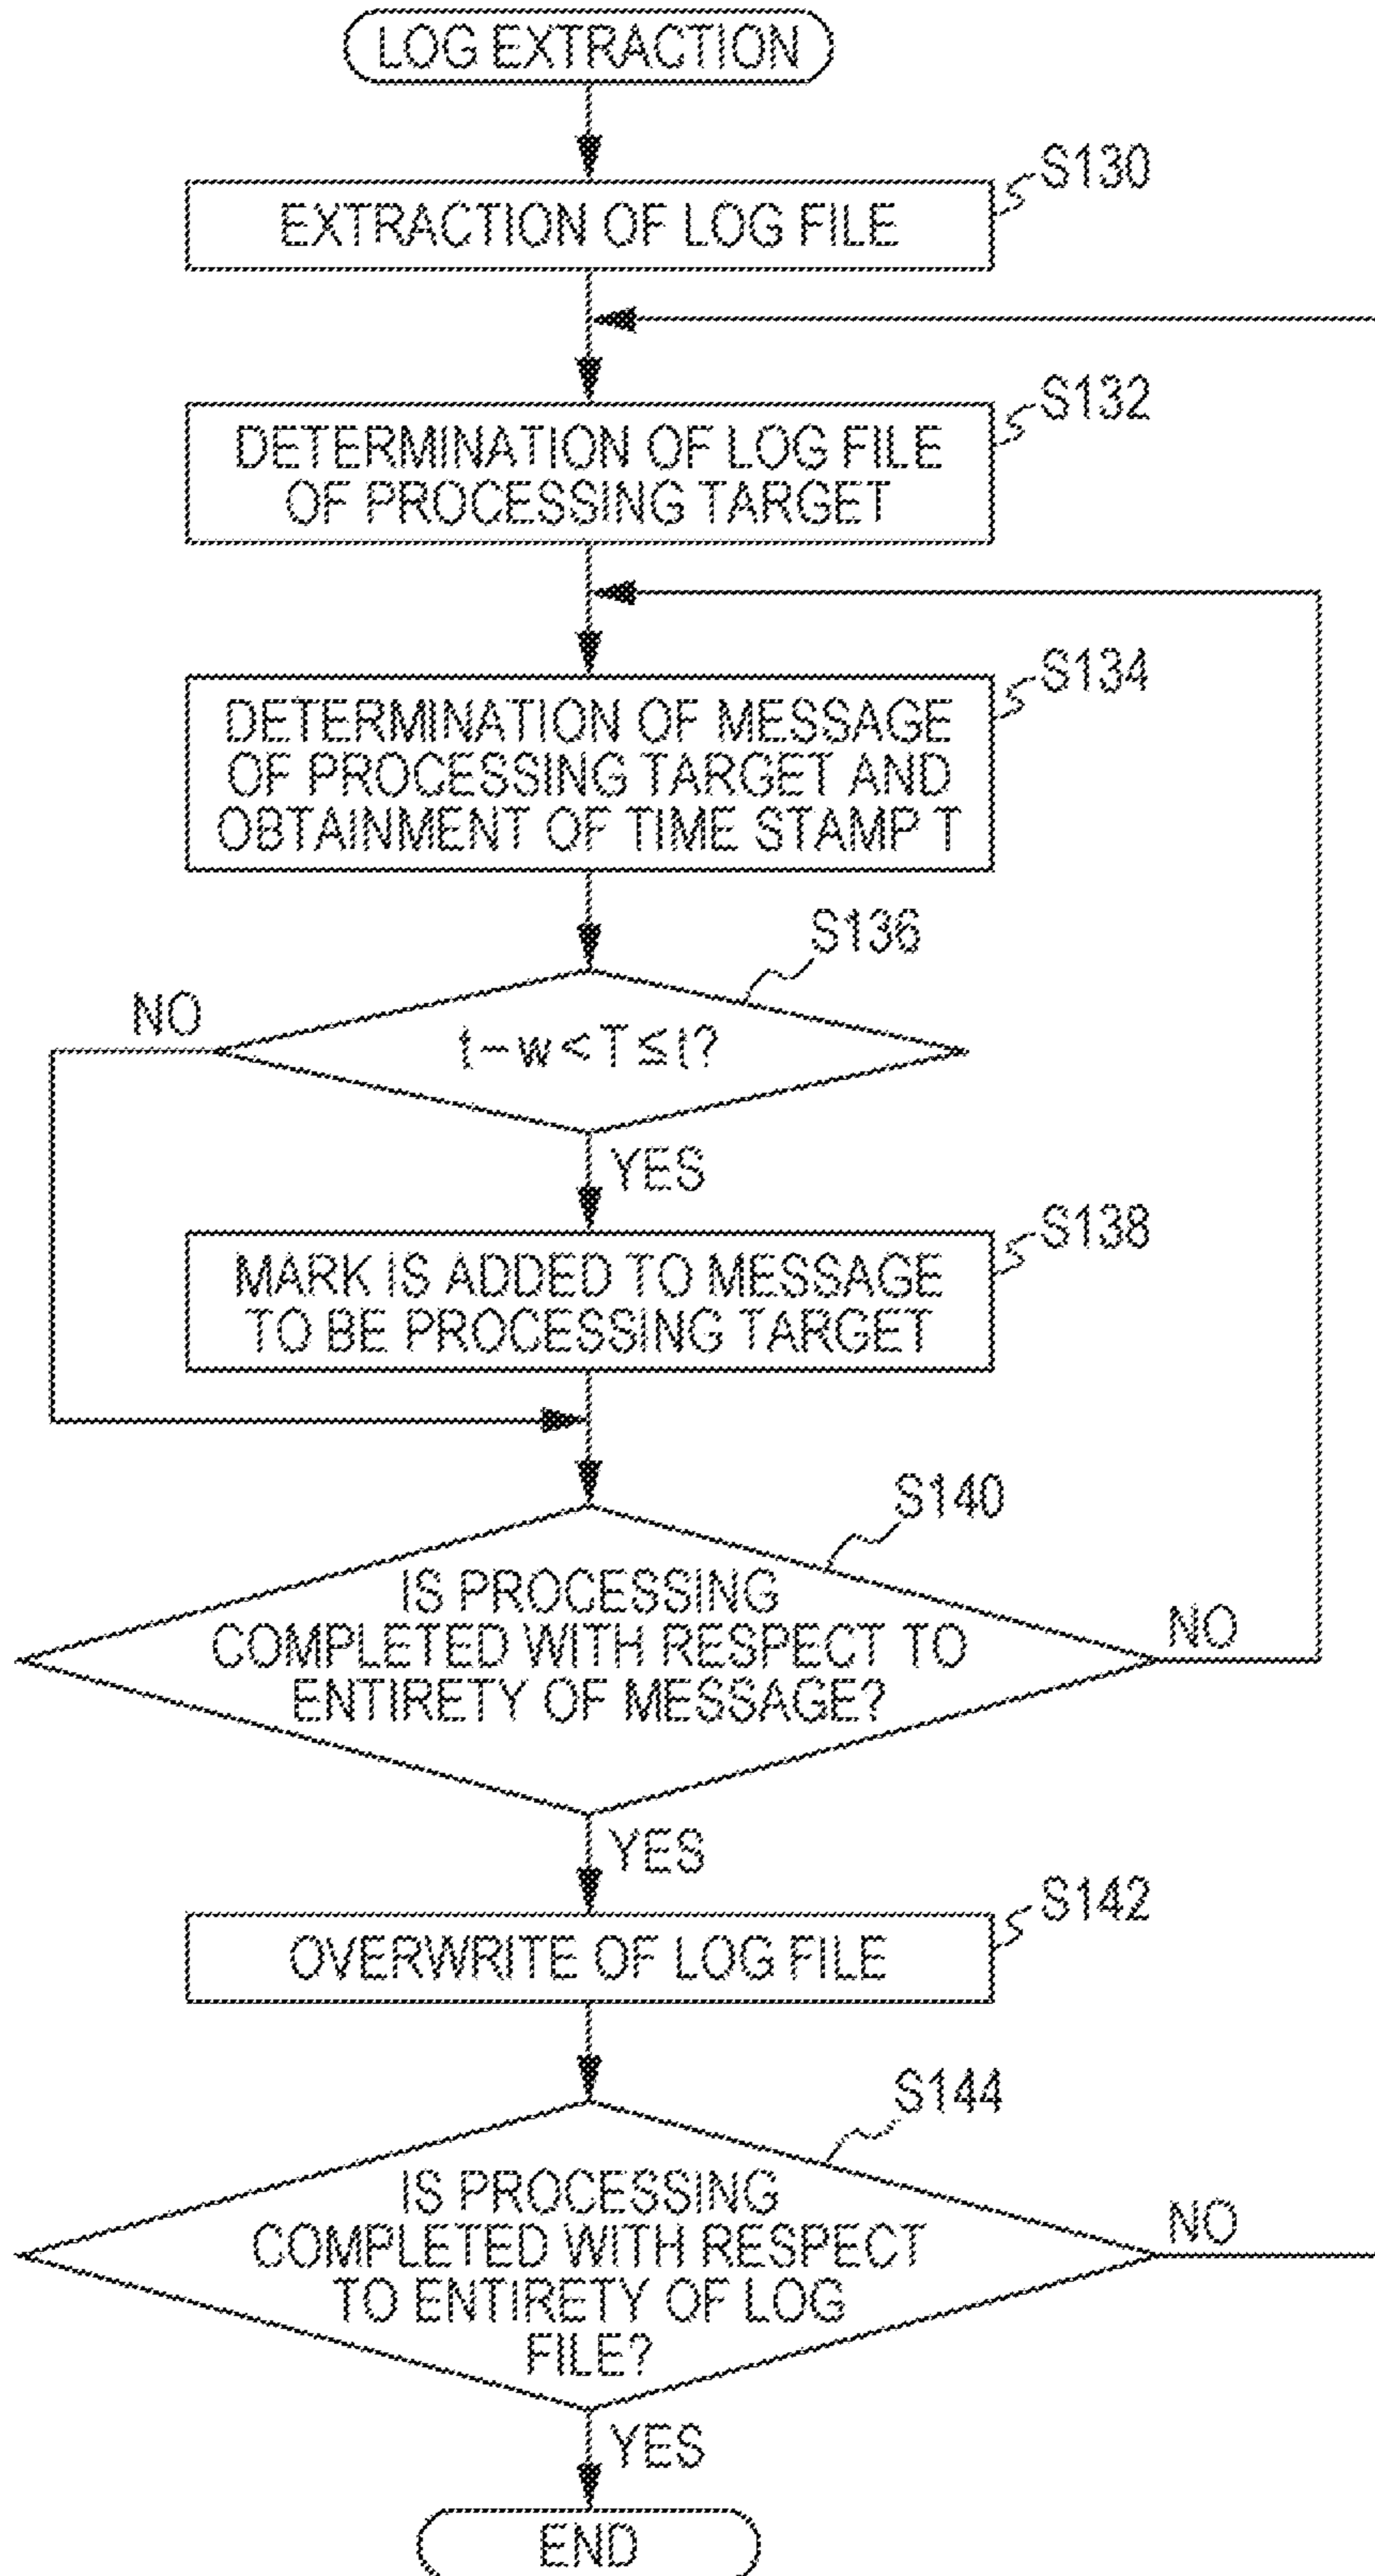 LOG EXTRACTION
S130
EXTRACTION OF LOG FILE
S132
DETERMINATION OF LOG FILE
OF PROCESSING TARGET
S134
DETERMINATION OF MESSAGE
OF PROCESSING TARGET AND
OBTAINMENT OF TIME STAMP T
S136
NO
t-w<T≦t?
YES
S138
MARK IS ADDED TO MESSAGE
TO BE PROCESSING TARGET
S140
IS PROCESSING
COMPLETED WITH RESPECT TO
ENTIRETY OF MESSAGE?
NO
YES
S142
OVERWRITE OF LOG FILE
S144
IS PROCESSING
COMPLETED WITH RESPECT
TO ENTIRETY OF LOG
FILE?
NO
YES
END